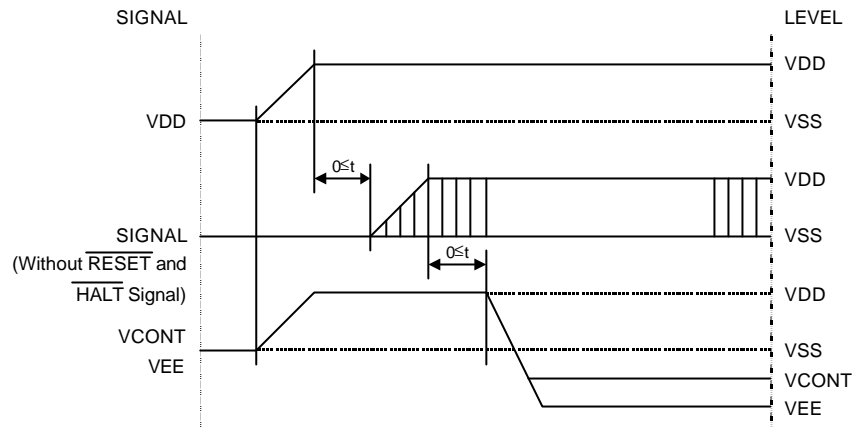 SIGNAL
LEVEL
VDD
VDD
VSS
0≤t
VDD
SIGNAL
VSS
(Without RESET and
0≤t
HALT Signal)
VDD
VCONT
VSS
VEE
VCONT
VEE